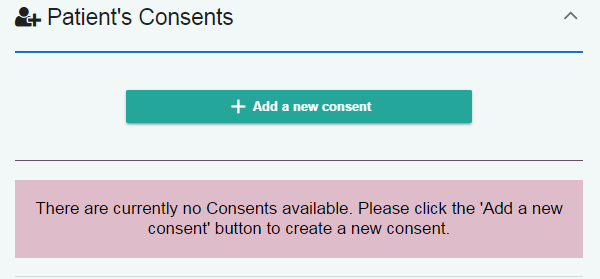 Patient's Consents
Add a new consent
There are currently no Consents available. Please click the 'Add a new
consent' button to create a new consent.